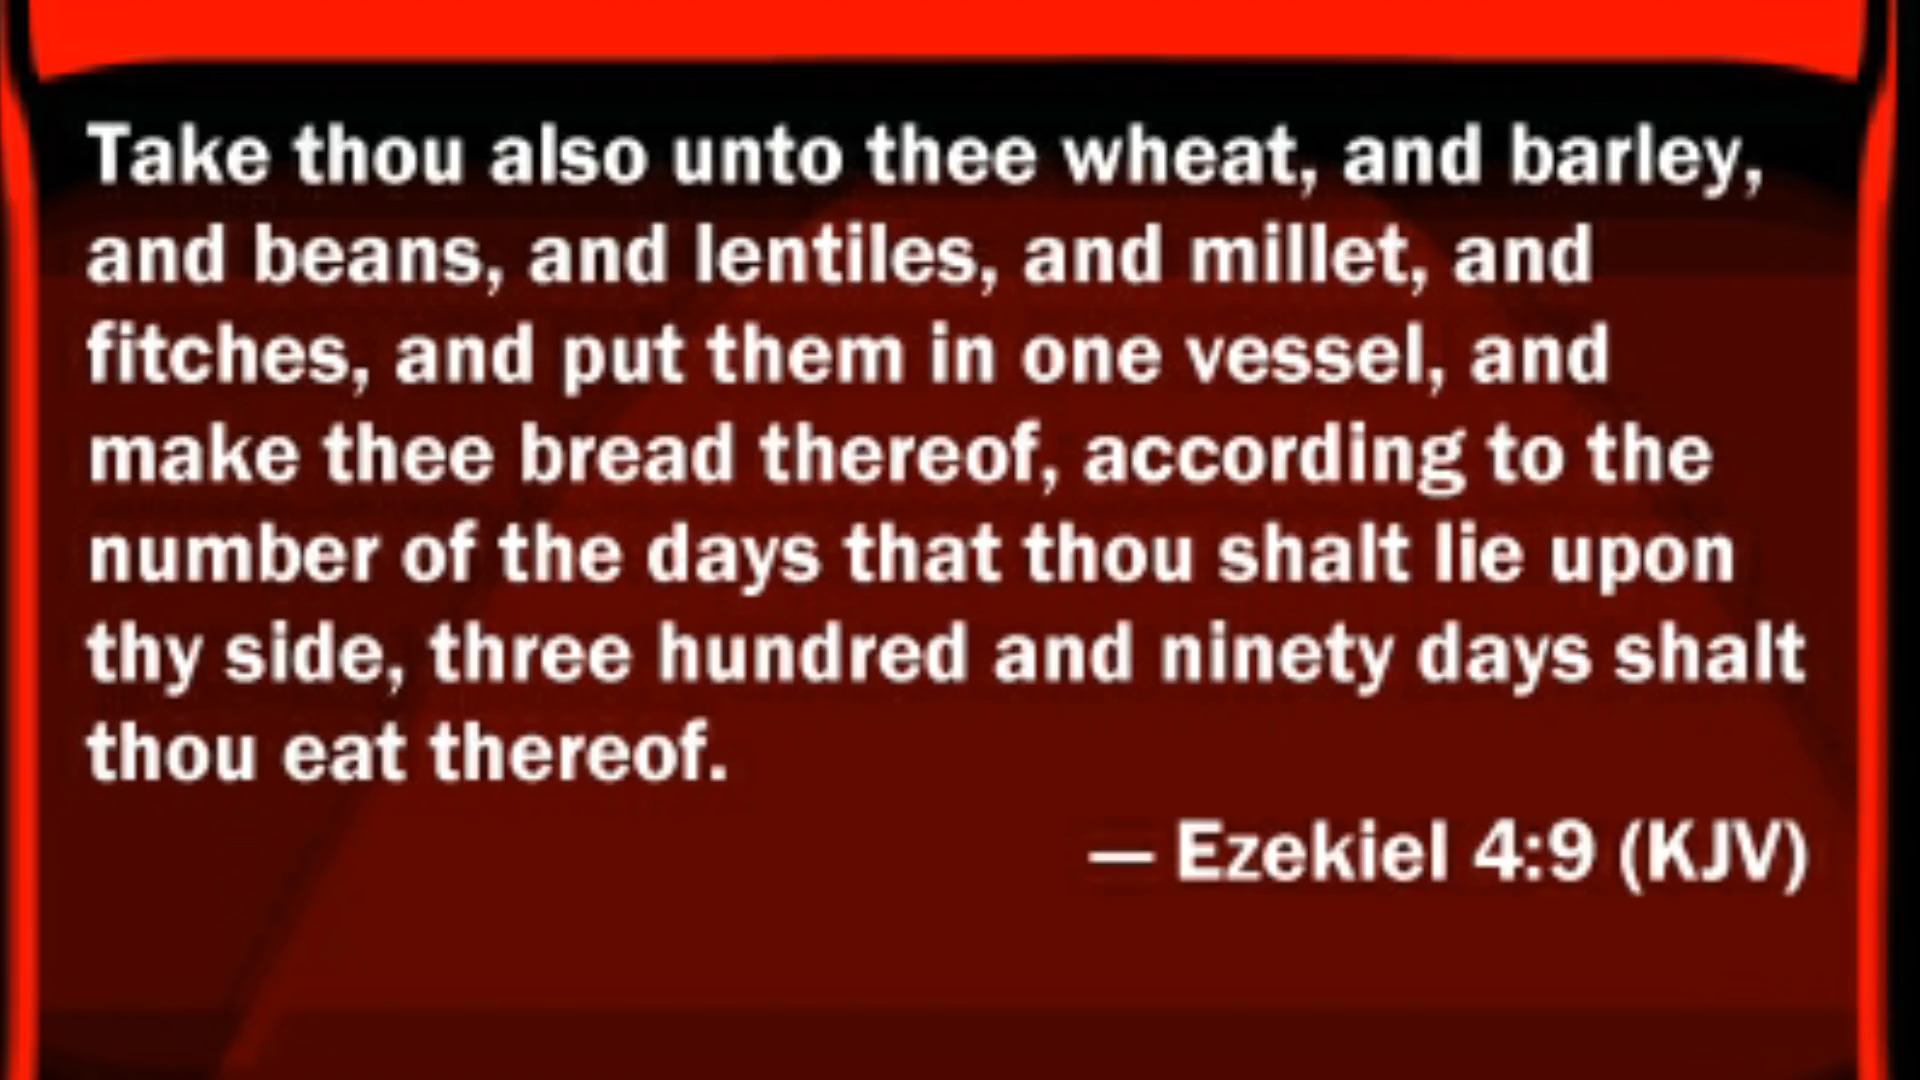 Take thou also unto thee wheat, and barley,
and beans, and lentiles, and millet, and
fitches, and put them in one vessel, and
make thee bread thereof, according to the
number of the days that thou shalt lie upon
thy side, three hundred and ninety days shalt
thou eat thereof.
— Ezekiel 4:9 (KJV)